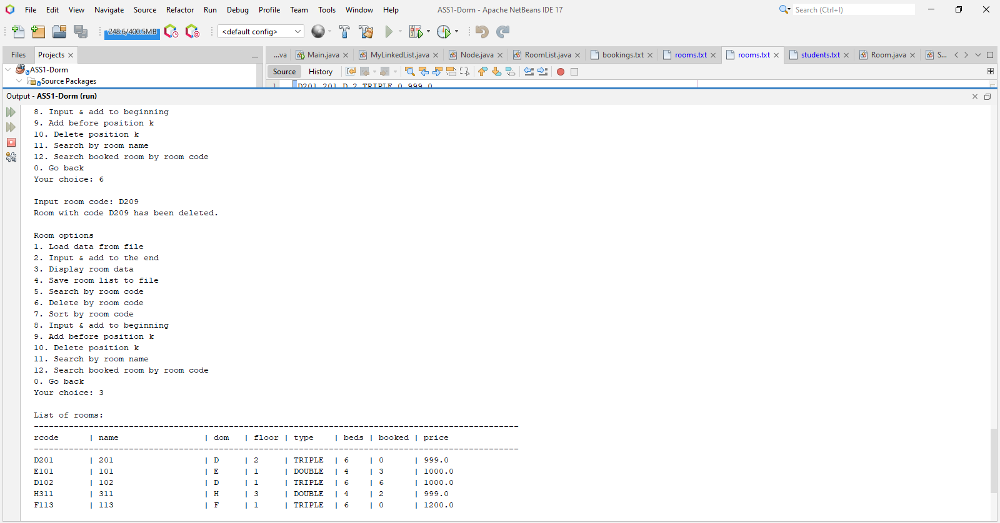 File Edit View Navigate Source Refactor Run Debug Profile Team Tools Window Help ASS1-Dorm - Apache NetBeans IDE 17 Search (Ctrl+I)
248.6/400.5MB <default config>
Files Projects ...va Main.java MyLinkedList.java Node.java RoomList.java bookings.txt rooms.txt rooms.txt students.txt Room.java S...
ASS1-Dorm Source History
Source Packages
1 D201 201 D 2 TRIPLE 0 999.0
Output - ASS1-Dorm (run)
8. Input & add to beginning
9. Add before position k
10. Delete position k
11. Search by room name
12. Search booked room by room code
0. Go back
Your choice: 6
Input room code: D209
Room with code D209 has been deleted.
Room options
1. Load data from file
2. Input & add to the end
3. Display room data
4. Save room list to file
5. Search by room code
6. Delete by room code
7. Sort by room code
8. Input & add to beginning
9. Add before position k
10. Delete position k
11. Search by room name
12. Search booked room by room code
0. Go back
Your choice: 3
List of rooms:
-------------------------------------------------------------------------------------------------
rcode | name | dom | floor | type | beds | booked | price
-------------------------------------------------------------------------------------------------
D201 | 201 | D | 2 | TRIPLE | 6 | 0 | 999.0
E101 | 101 | E | 1 | DOUBLE | 4 | 3 | 1000.0
D102 | 102 | D | 1 | TRIPLE | 6 | 6 | 1000.0
H311 | 311 | H | 3 | DOUBLE | 4 | 2 | 999.0
F113 | 113 | F | 1 | TRIPLE | 6 | 0 | 1200.0